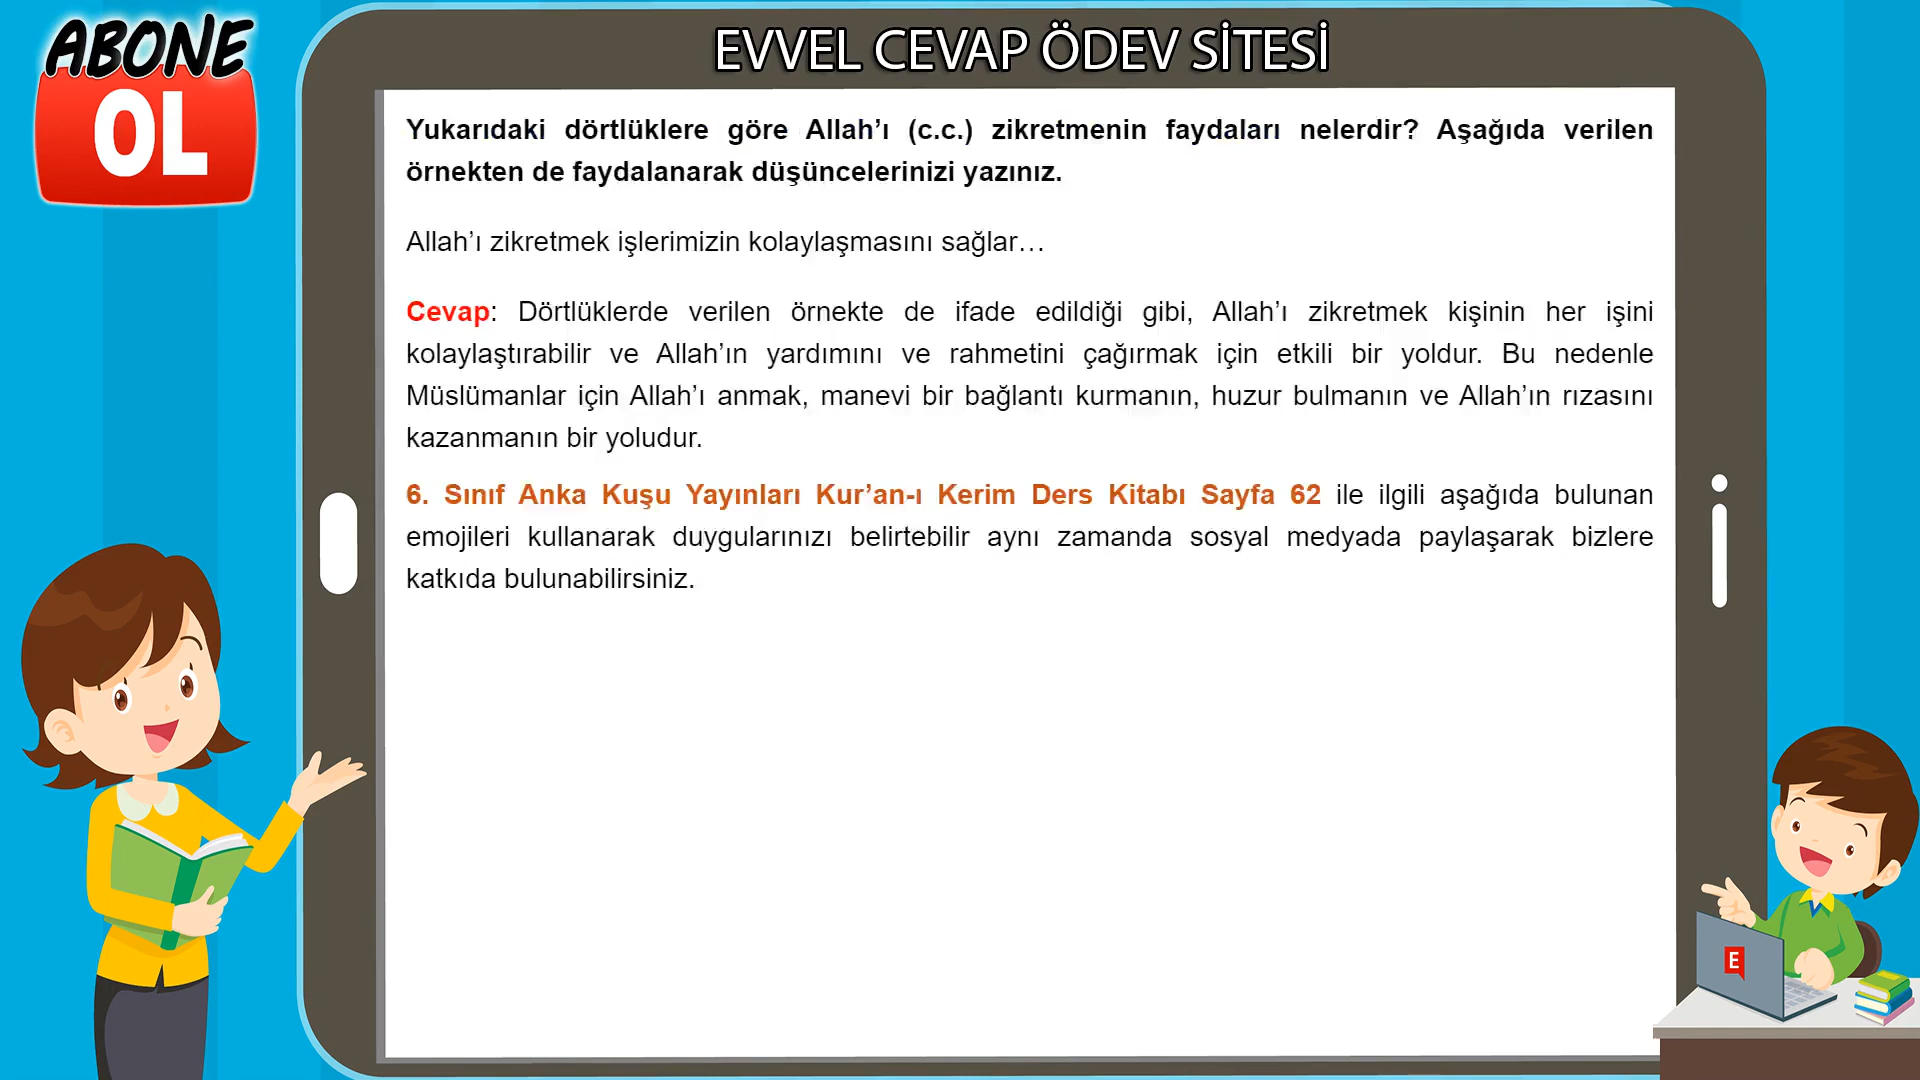 ABONE
OL
EVVEL CEVAP ÖDEV SİTESİ
Yukarıdaki dörtlüklere göre Allah’ı (c.c.) zikretmenin faydaları nelerdir? Aşağıda verilen
örnekten de faydalanarak düşüncelerinizi yazınız.
Allah’ı zikretmek işlerimizin kolaylaşmasını sağlar…
Cevap: Dörtlüklerde verilen örnekte de ifade edildiği gibi, Allah’ı zikretmek kişinin her işini
kolaylaştırabilir ve Allah’ın yardımını ve rahmetini çağırmak için etkili bir yoldur. Bu nedenle
Müslümanlar için Allah’ı anmak, manevi bir bağlantı kurmanın, huzur bulmanın ve Allah’ın rızasını
kazanmanın bir yoludur.
6. Sınıf Anka Kuşu Yayınları Kur’an-ı Kerim Ders Kitabı Sayfa 62 ile ilgili aşağıda bulunan
emojileri kullanarak duygularınızı belirtebilir aynı zamanda sosyal medyada paylaşarak bizlere
katkıda bulunabilirsiniz.
E